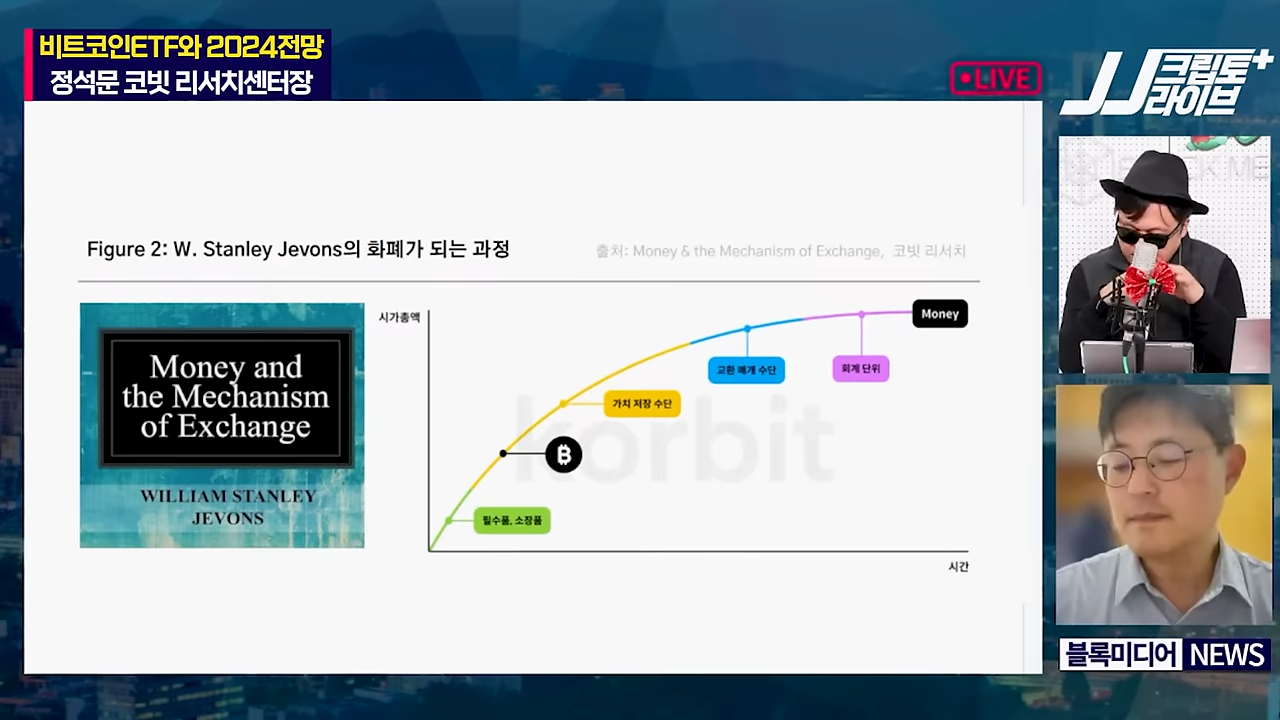 비트코인ETF와 2024전망
정석문 코빗 리서치센터장
LIVE
JJ 크립토+
라이브
Figure 2: W. Stanley Jevons의 화폐가 되는 과정
출처: Money & the Mechanism of Exchange, 코빗 리서치
Money and
the Mechanism
of Exchange
WILLIAM STANLEY
JEVONS
시가총액
Money
교환 매개 수단
회계 단위
가치 저장 수단
korbit
필수품, 소장품
시간
블록미디어 NEWS